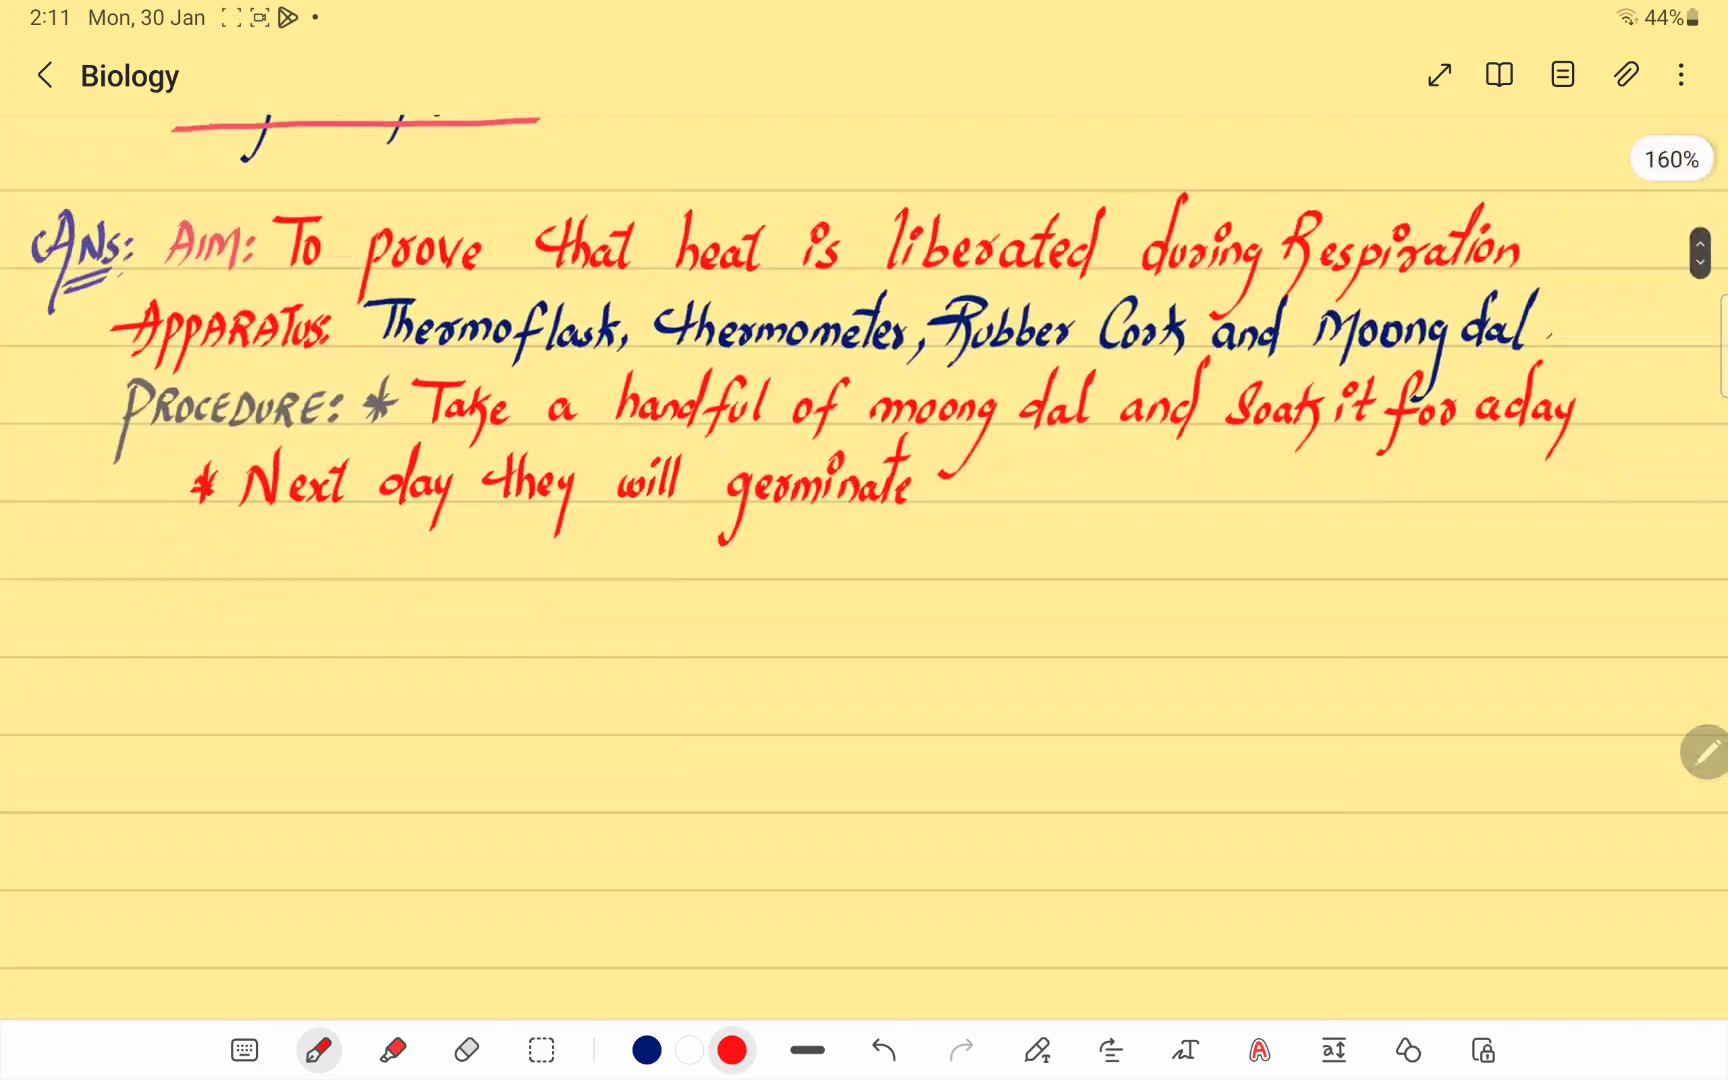 2:11 Mon, 30 Jan 44%
Biology
160%
Ans: Aim: To prove that heat is liberated during Respiration
APPARATUS: Thermoflask, thermometer, Rubber Cork and Moong dal.
PROCEDURE: * Take a handful of moong dal and Soak it for a day
* Next day they will germinate